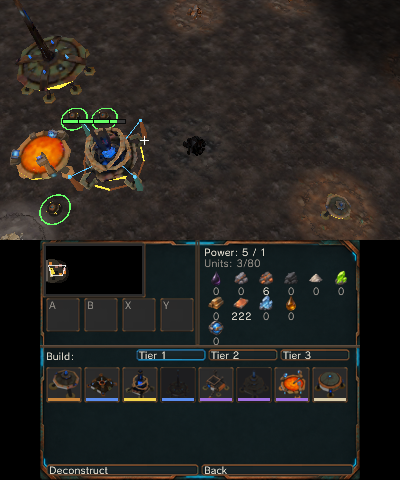 Power: 5 / 1
Units: 3/80
0 0 6 0 0 0
0 222 0 0
0
A B X Y
Build: Tier 1 Tier 2 Tier 3
Deconstruct Back